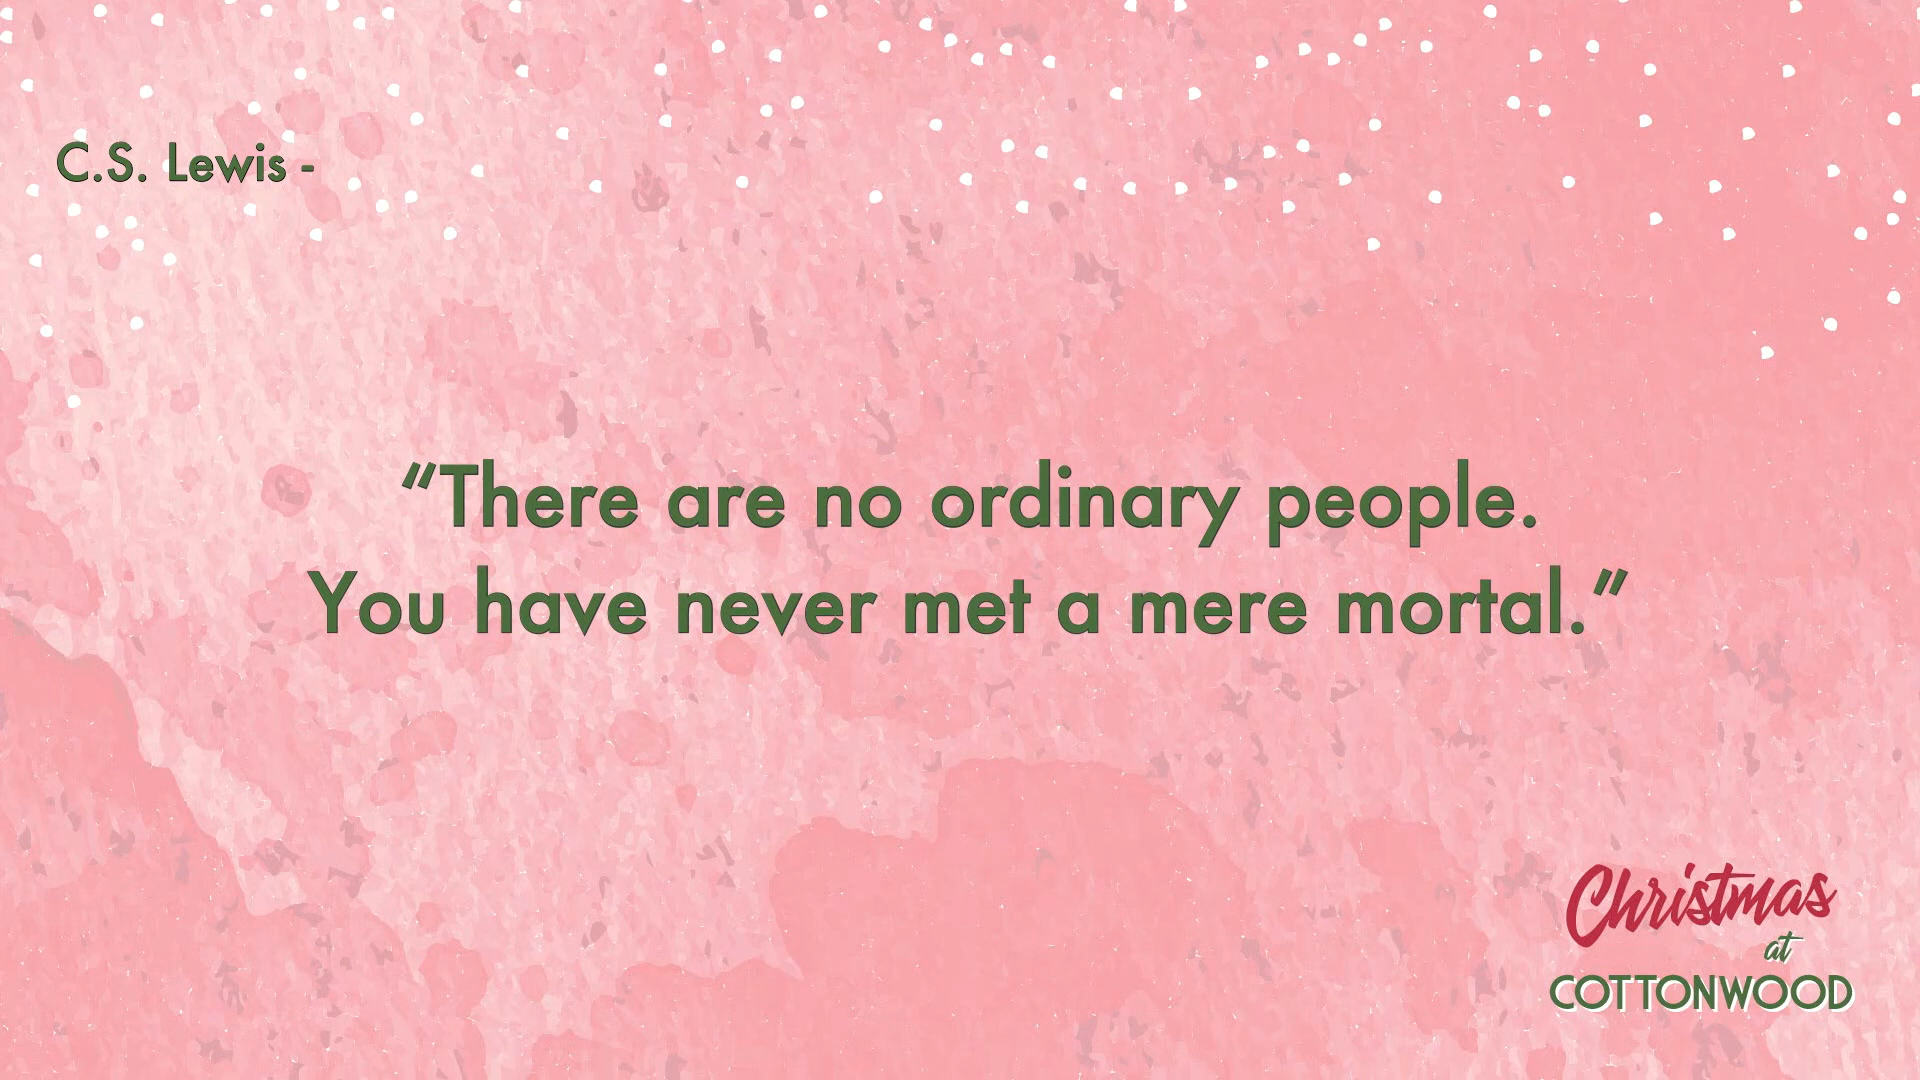 C.S. Lewis -
“There are no ordinary people.
You have never met a mere mortal.”
Christmas
at
COTTONWOOD